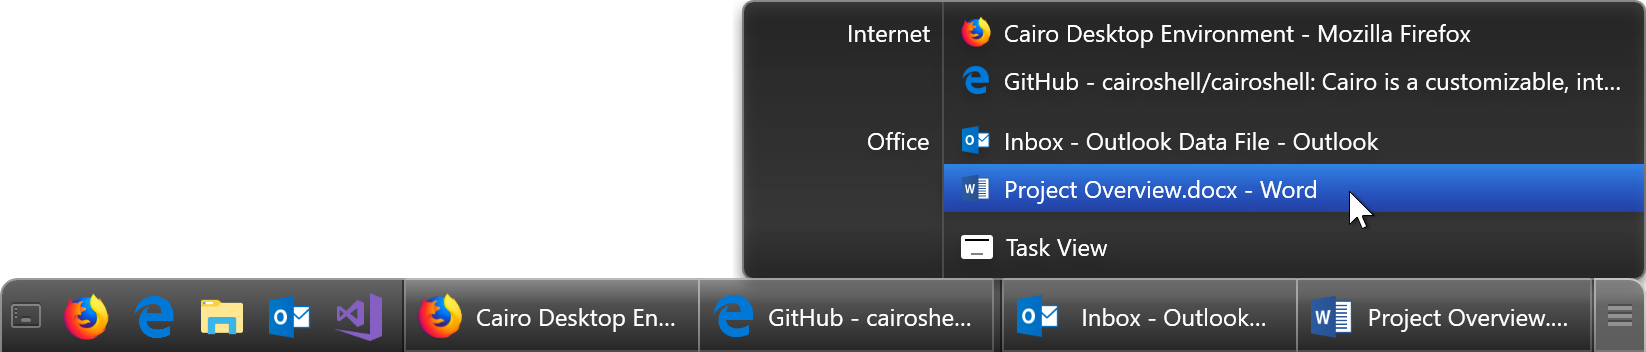 Internet
Cairo Desktop Environment - Mozilla Firefox
GitHub - cairoshell/cairoshell: Cairo is a customizable, int...
Office
Inbox - Outlook Data File - Outlook
Project Overview.docx - Word
Task View
Cairo Desktop En...
GitHub - cairoshe...
Inbox - Outlook...
Project Overview....